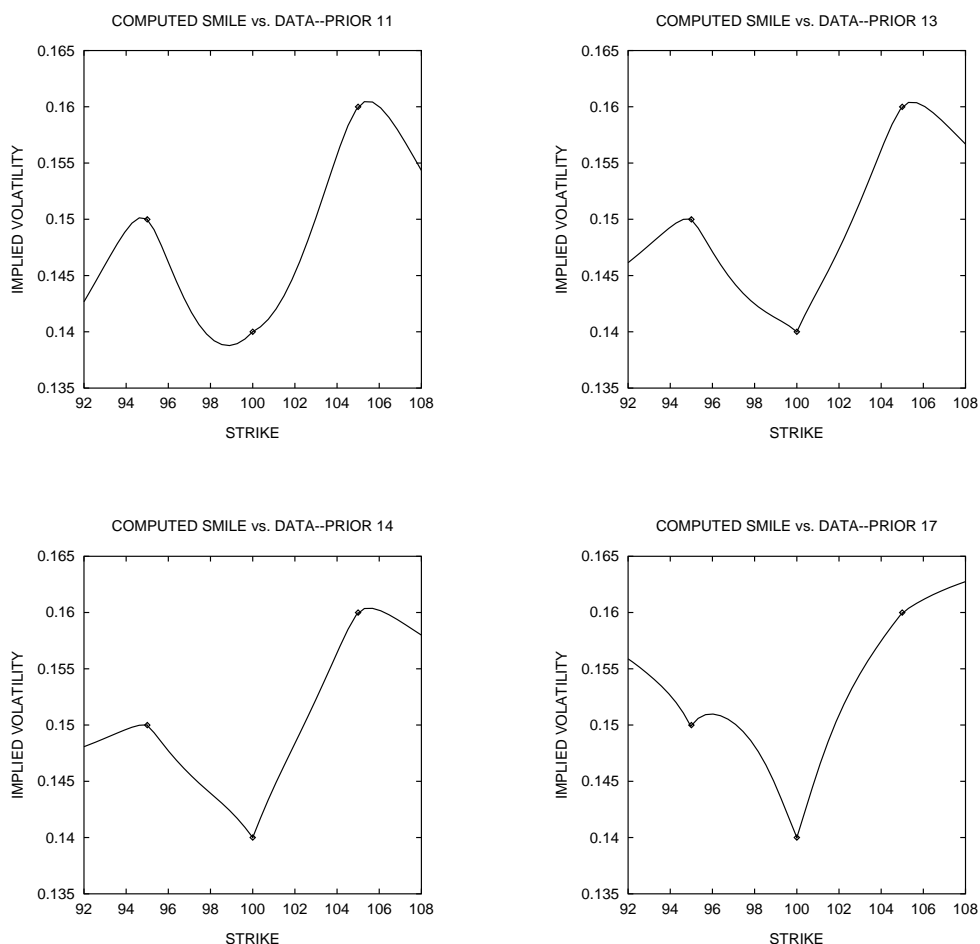 COMPUTED SMILE vs. DATA--PRIOR 11
0.165
0.16
0.155
0.15
0.145
0.14
0.135
IMPLIED VOLATILITY
92 94 96 98 100 102 104 106 108
STRIKE
COMPUTED SMILE vs. DATA--PRIOR 13
0.165
0.16
0.155
0.15
0.145
0.14
0.135
IMPLIED VOLATILITY
92 94 96 98 100 102 104 106 108
STRIKE
COMPUTED SMILE vs. DATA--PRIOR 14
0.165
0.16
0.155
0.15
0.145
0.14
0.135
IMPLIED VOLATILITY
92 94 96 98 100 102 104 106 108
STRIKE
COMPUTED SMILE vs. DATA--PRIOR 17
0.165
0.16
0.155
0.15
0.145
0.14
0.135
IMPLIED VOLATILITY
92 94 96 98 100 102 104 106 108
STRIKE